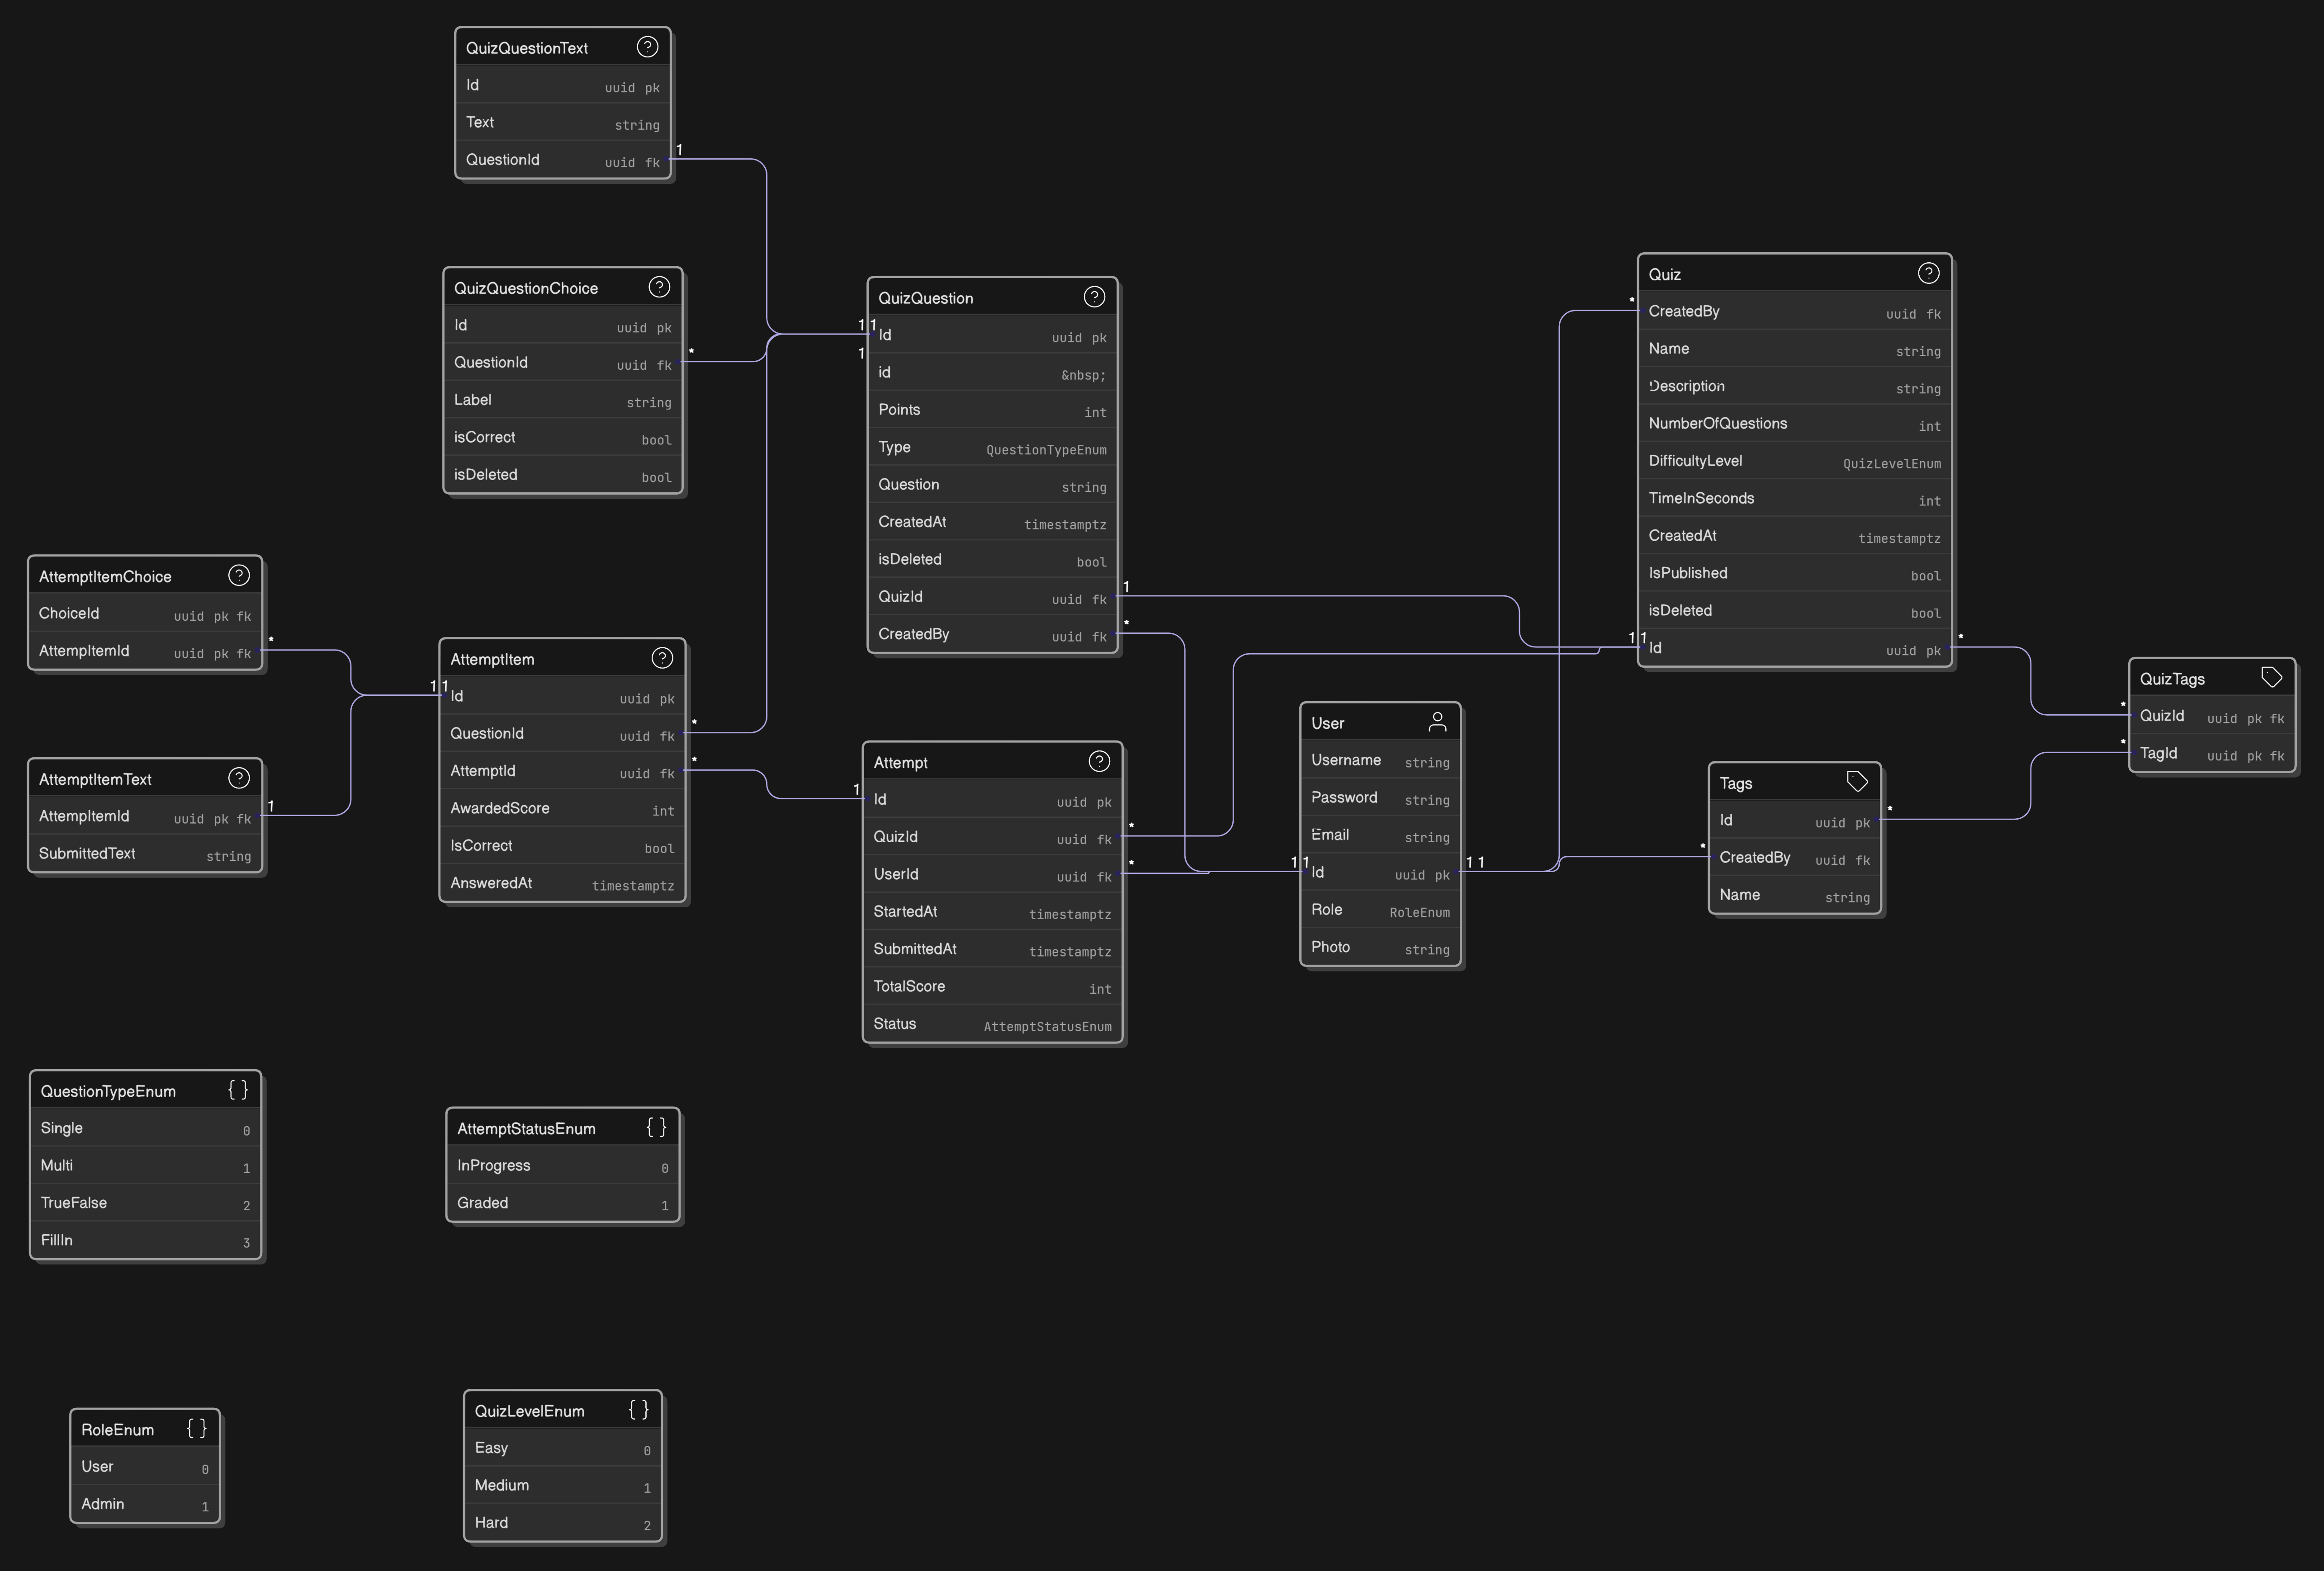 QuizQuestionText
Id uuid pk
Text string
QuestionId uuid fk
1
QuizQuestionChoice
Id uuid pk
QuestionId uuid fk
*
Label string
isCorrect bool
isDeleted bool
QuizQuestion
1 1
Id uuid pk
1
id &nbsp;
Points int
Type QuestionTypeEnum
Question string
CreatedAt timestamptz
isDeleted bool
QuizId uuid fk
1
CreatedBy uuid fk
*
Quiz
*
CreatedBy uuid fk
Name string
Description string
NumberOfQuestions int
DifficultyLevel QuizLevelEnum
TimeInSeconds int
CreatedAt timestamptz
IsPublished bool
isDeleted bool
1 1
Id uuid pk
*
AttemptItemChoice
ChoiceId uuid pk fk
AttempItemId uuid pk fk
*
AttemptItemText
AttempItemId uuid pk fk
1
SubmittedText string
AttemptItem
1 1
Id uuid pk
QuestionId uuid fk
*
AttemptId uuid fk
*
AwardedScore int
IsCorrect bool
AnsweredAt timestamptz
Attempt
1
Id uuid pk
QuizId uuid fk
*
UserId uuid fk
*
StartedAt timestamptz
SubmittedAt timestamptz
TotalScore int
Status AttemptStatusEnum
User
Username string
Password string
Email string
1 1
Id uuid pk
1 1
Role RoleEnum
Photo string
Tags
Id uuid pk
*
*
CreatedBy uuid fk
Name string
QuizTags
*
QuizId uuid pk fk
*
TagId uuid pk fk
QuestionTypeEnum { }
Single 0
Multi 1
TrueFalse 2
FillIn 3
AttemptStatusEnum { }
InProgress 0
Graded 1
RoleEnum { }
User 0
Admin 1
QuizLevelEnum { }
Easy 0
Medium 1
Hard 2